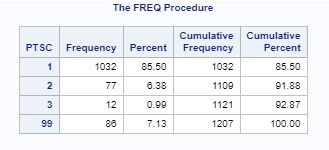 The FREQ Procedure
PTSC Frequency Percent Cumulative Frequency Cumulative Percent
1 1032 85.50 1032 85.50
2 77 6.38 1109 91.88
3 12 0.99 1121 92.87
99 86 7.13 1207 100.00